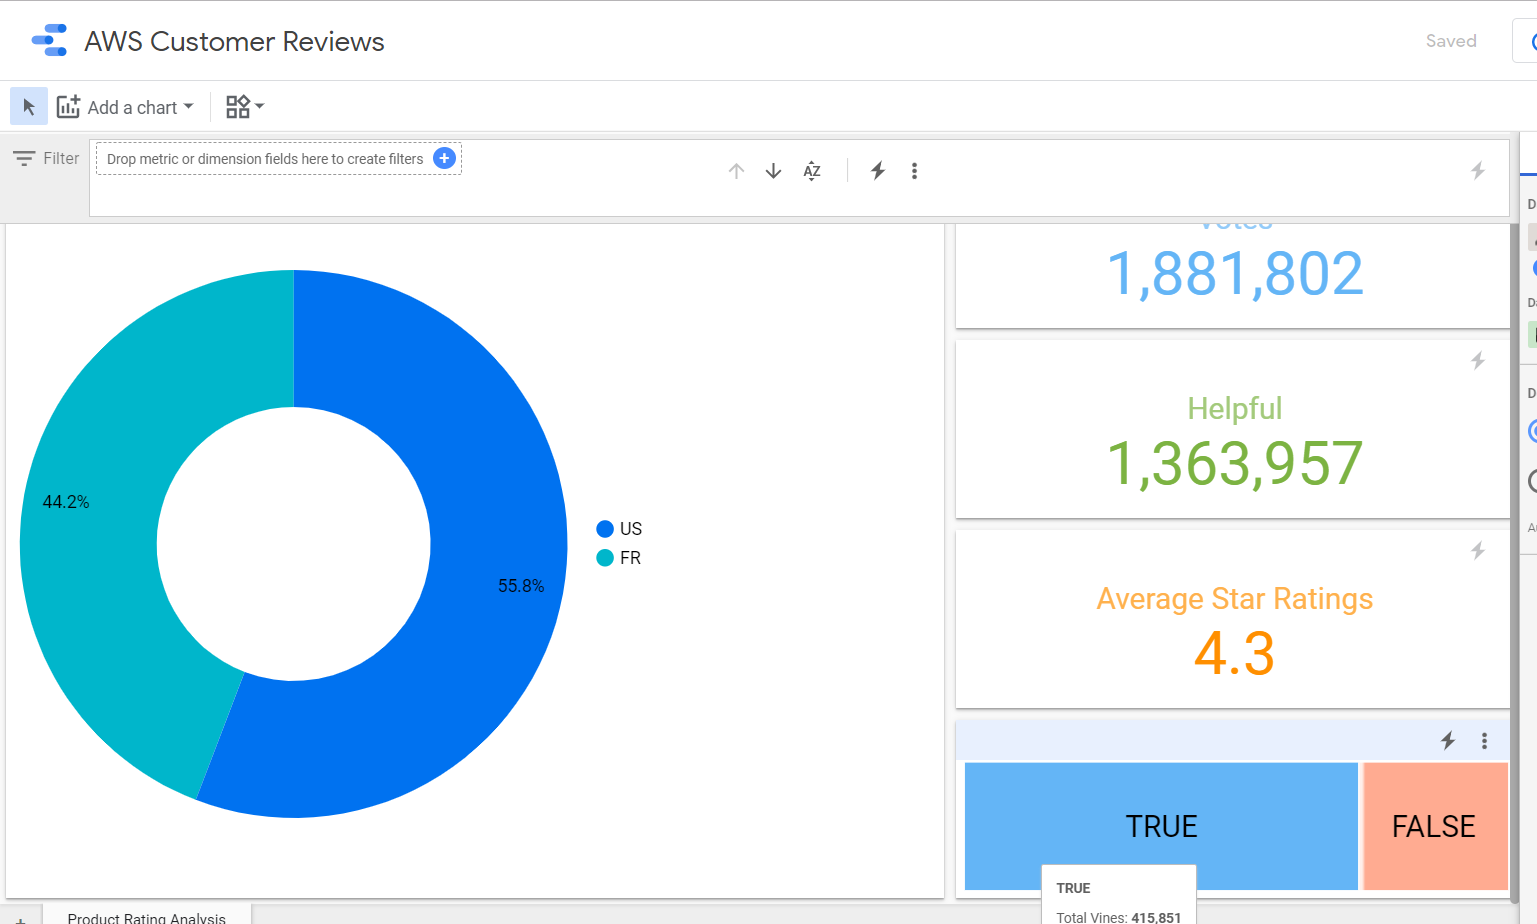 AWS Customer Reviews
Saved
Add a chart
Filter
Drop metric or dimension fields here to create filters
AZ
Votes
1,881,802
Helpful
1,363,957
Average Star Ratings
4.3
44.2%
55.8%
US
FR
TRUE
FALSE
TRUE
Total Vines: 415,851
Product Rating Analysis